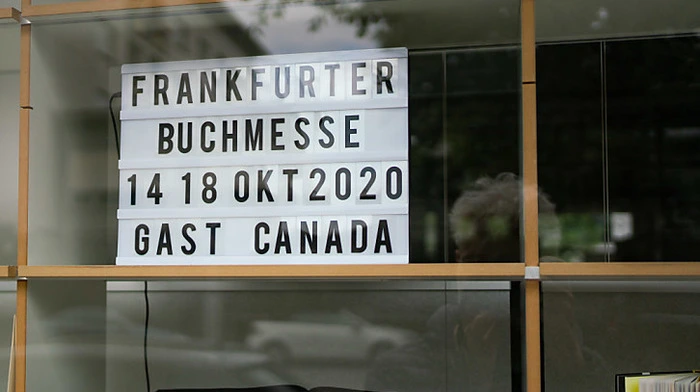 FRANKFURTER
BUCHMESSE
14 18 OKT 2020
GAST CANADA